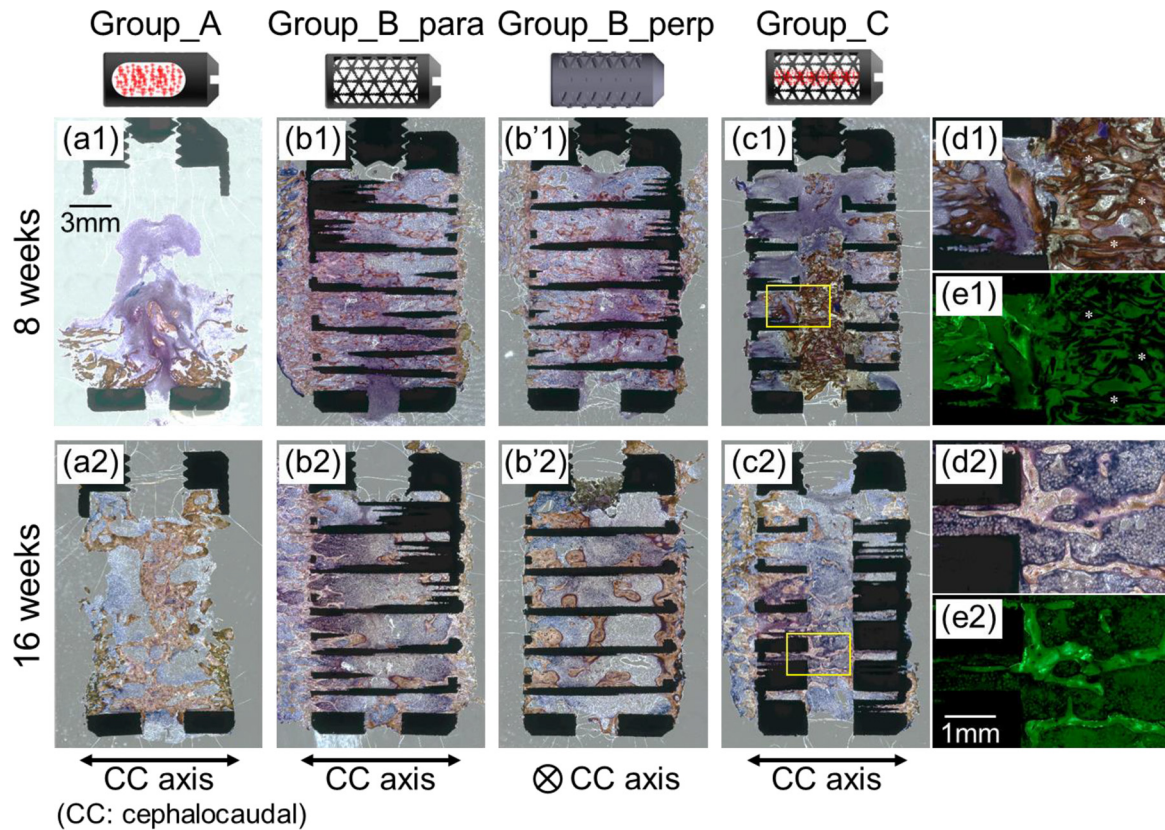 Group_A Group_B_para Group_B_perp Group_C
8 weeks
(a1) (b1) (b'1) (c1) (d1)
3mm
* * *
(e1)
* * *
16 weeks
(a2) (b2) (b'2) (c2) (d2)
(e2)
1mm
CC axis CC axis ⊗ CC axis CC axis
(CC: cephalocaudal)